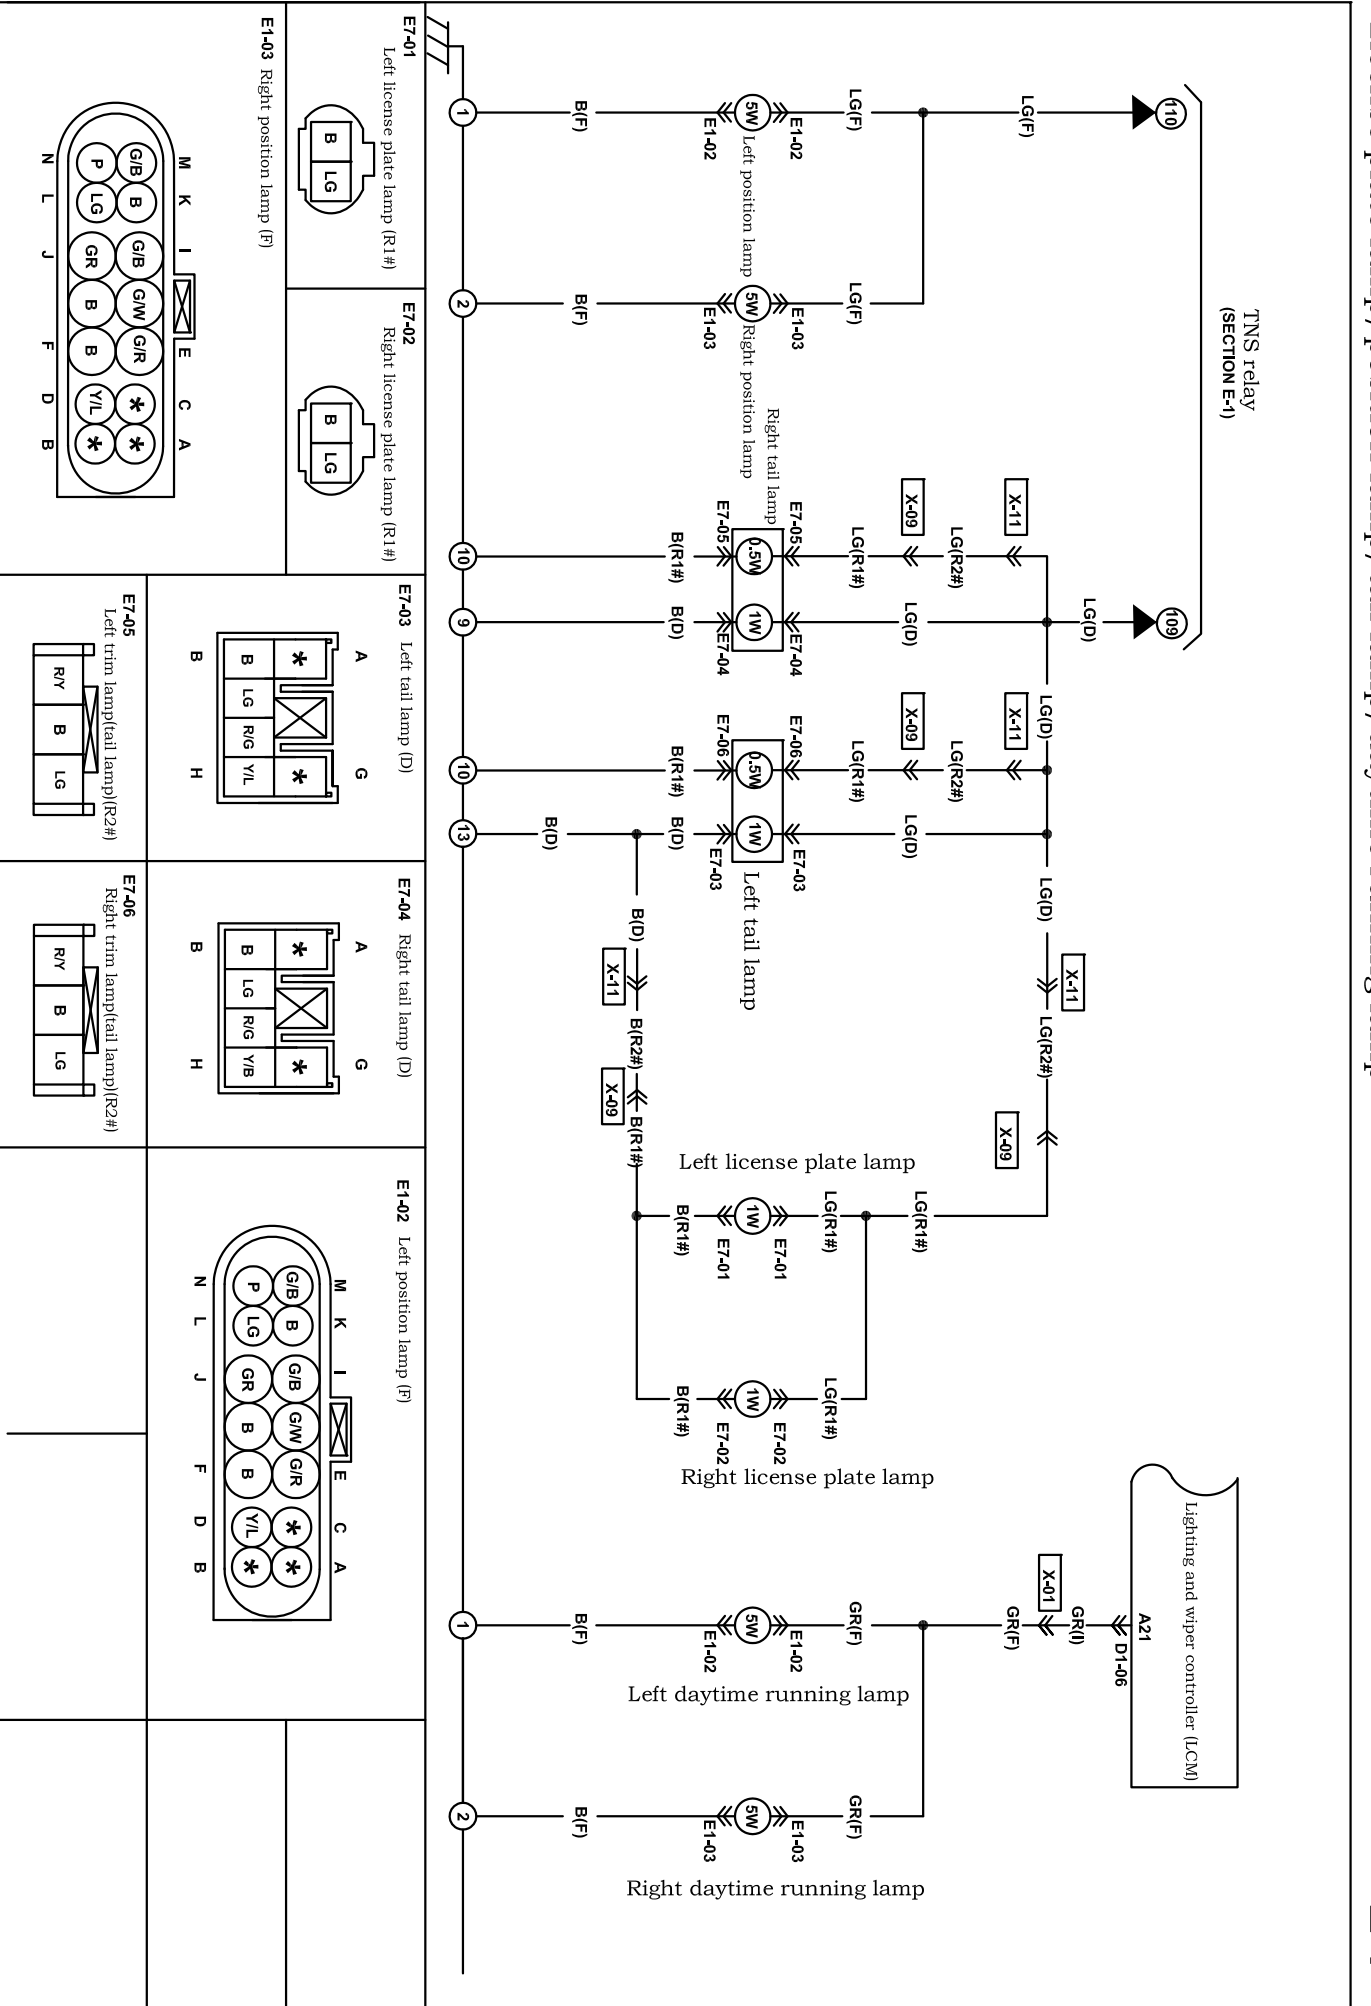 TNS relay
(SECTION E-1)
110
109
Lighting and wiper controller (LCM)
A21
D1-06
LG(F)
LG(D)
GR(I)
X-01
GR(F)
X-11
X-11
X-11
LG(D)
LG(D)
LG(R2#)
X-09
LG(R2#)
LG(R2#)
X-09
X-09
LG(R1#)
LG(F)
LG(F)
LG(R1#)
LG(D)
LG(R1#)
LG(D)
LG(R1#)
LG(R1#)
GR(F)
GR(F)
E1-02
E1-03
E7-05
E7-04
E7-06
E7-03
E7-01
E7-02
E1-02
E1-03
5W
Left position lamp
5W
Right position lamp
Right tail lamp
0.5W
1W
0.5W
1W
Left tail lamp
Left license plate lamp
1W
1W
Right license plate lamp
5W
Left daytime running lamp
5W
Right daytime running lamp
E1-02
E1-03
E7-05
E7-04
E7-06
E7-03
E7-01
E7-02
E1-02
E1-03
B(R1#)
B(D)
B(R1#)
B(D)
B(R1#)
B(R1#)
B(D)
X-11
B(R2#)
X-09
B(R1#)
B(F)
B(F)
B(D)
B(F)
B(F)
1
2
10
9
10
13
1
2
E7-01
Left license plate lamp (R1#)
B LG
E7-02
Right license plate lamp (R1#)
B LG
E7-03 Left tail lamp (D)
A G
* *
B LG R/G Y/L
B H
E7-04 Right tail lamp (D)
A G
* *
B LG R/G Y/B
B H
E1-02 Left position lamp (F)
M K I E C A
G/B B G/B G/W G/R * *
P LG GR B B Y/L *
N L J F D B
E1-03 Right position lamp (F)
M K I E C A
G/B B G/B G/W G/R * *
P LG GR B B Y/L *
N L J F D B
E7-05
Left trim lamp(tail lamp)(R2#)
R/Y B LG
E7-06
Right trim lamp(tail lamp)(R2#)
R/Y B LG